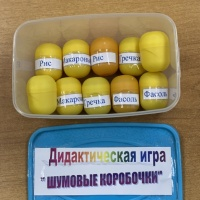 Рис
Макароны
Рис
гречка
Макароны
гречка
Фасоль
Фасоль
Дидактическая игра
"ШУМОВЫЕ КОРОБОЧКИ"